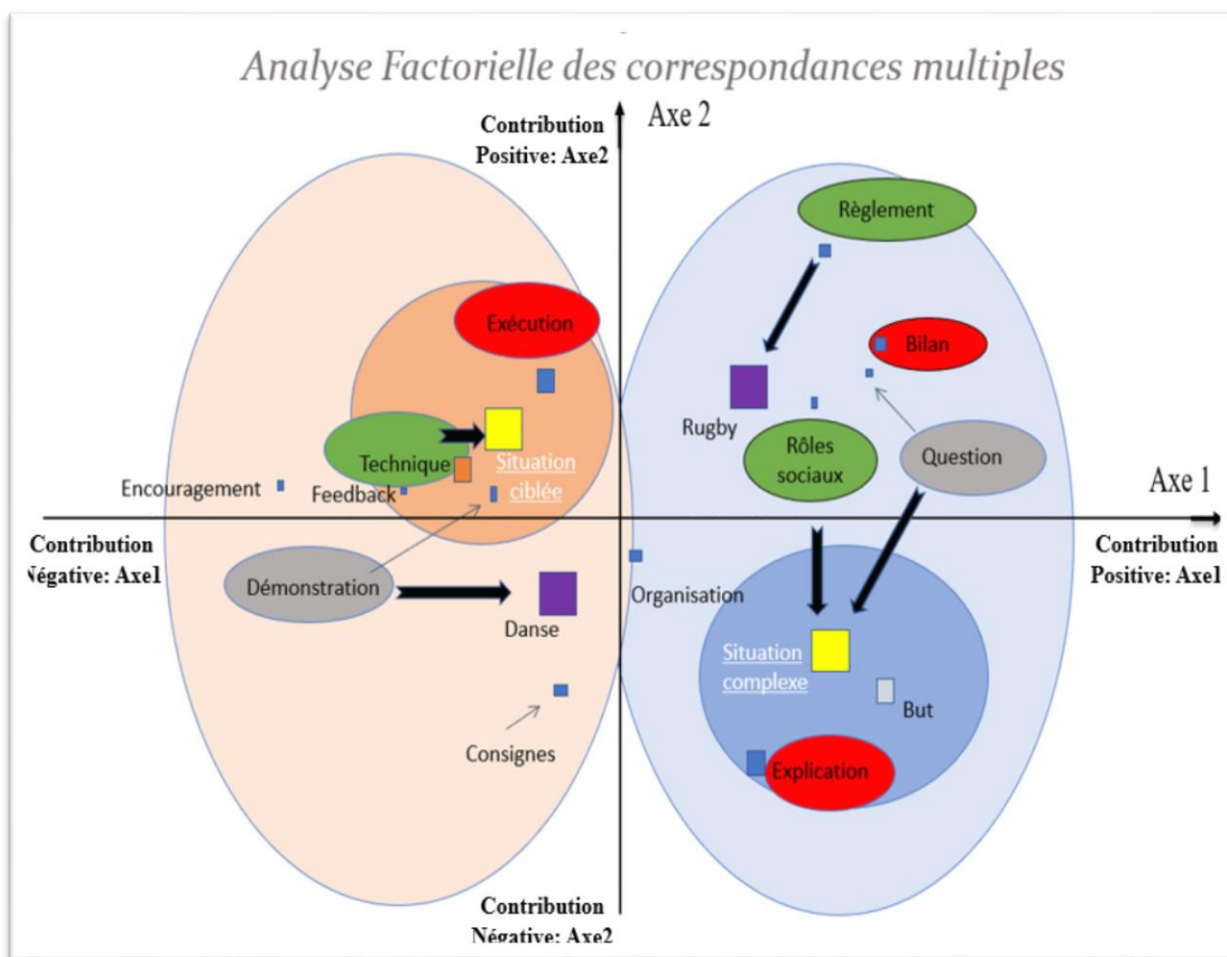 Analyse Factorielle des correspondances multiples
Contribution
Positive: Axe2
Axe 2
Règlement
Exécution
Bilan
Rugby
Technique
Situation
ciblée
Rôles
sociaux
Question
Encouragement
Feedback
Axe 1
Contribution
Négative: Axe1
Contribution
Positive: Axe1
Démonstration
Organisation
Danse
Situation
complexe
But
Consignes
Explication
Contribution
Négative: Axe2